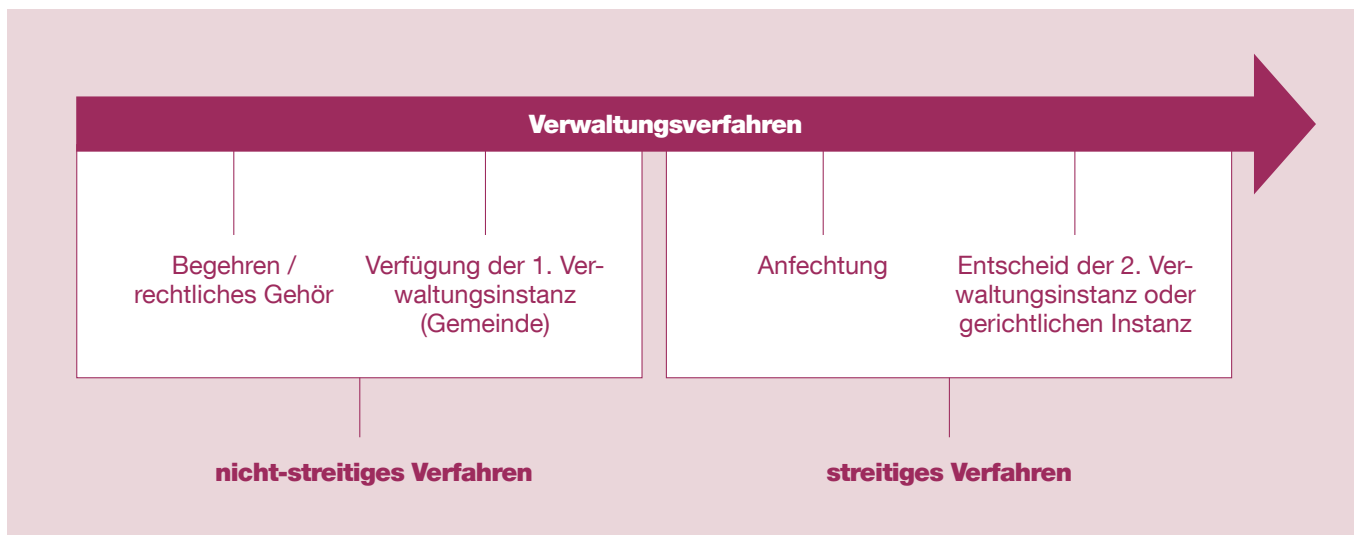 Verwaltungsverfahren
Begehren /
rechtliches Gehör
Verfügung der 1. Ver-
waltungsinstanz
(Gemeinde)
Anfechtung
Entscheid der 2. Ver-
waltungsinstanz oder
gerichtlichen Instanz
nicht-streitiges Verfahren
streitiges Verfahren